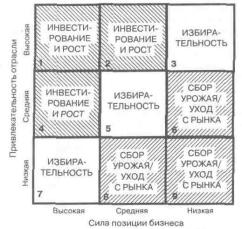 Привлекательность отрасли
Высокая
ИНВЕСТИ-
РОВАНИЕ
И РОСТ
1
ИНВЕСТИ-
РОВАНИЕ
И РОСТ
2
ИЗБИРА-
ТЕЛЬНОСТЬ
3
Средняя
ИНВЕСТИ-
РОВАНИЕ
И РОСТ
4
ИЗБИРА-
ТЕЛЬНОСТЬ
5
СБОР
УРОЖАЯ/
УХОД
С РЫНКА
6
Низкая
ИЗБИРА-
ТЕЛЬНОСТЬ
7
СБОР
УРОЖАЯ/
УХОД
С РЫНКА
8
СБОР
УРОЖАЯ/
УХОД
С РЫНКА
9
Высокая
Средняя
Низкая
Сила позиции бизнеса